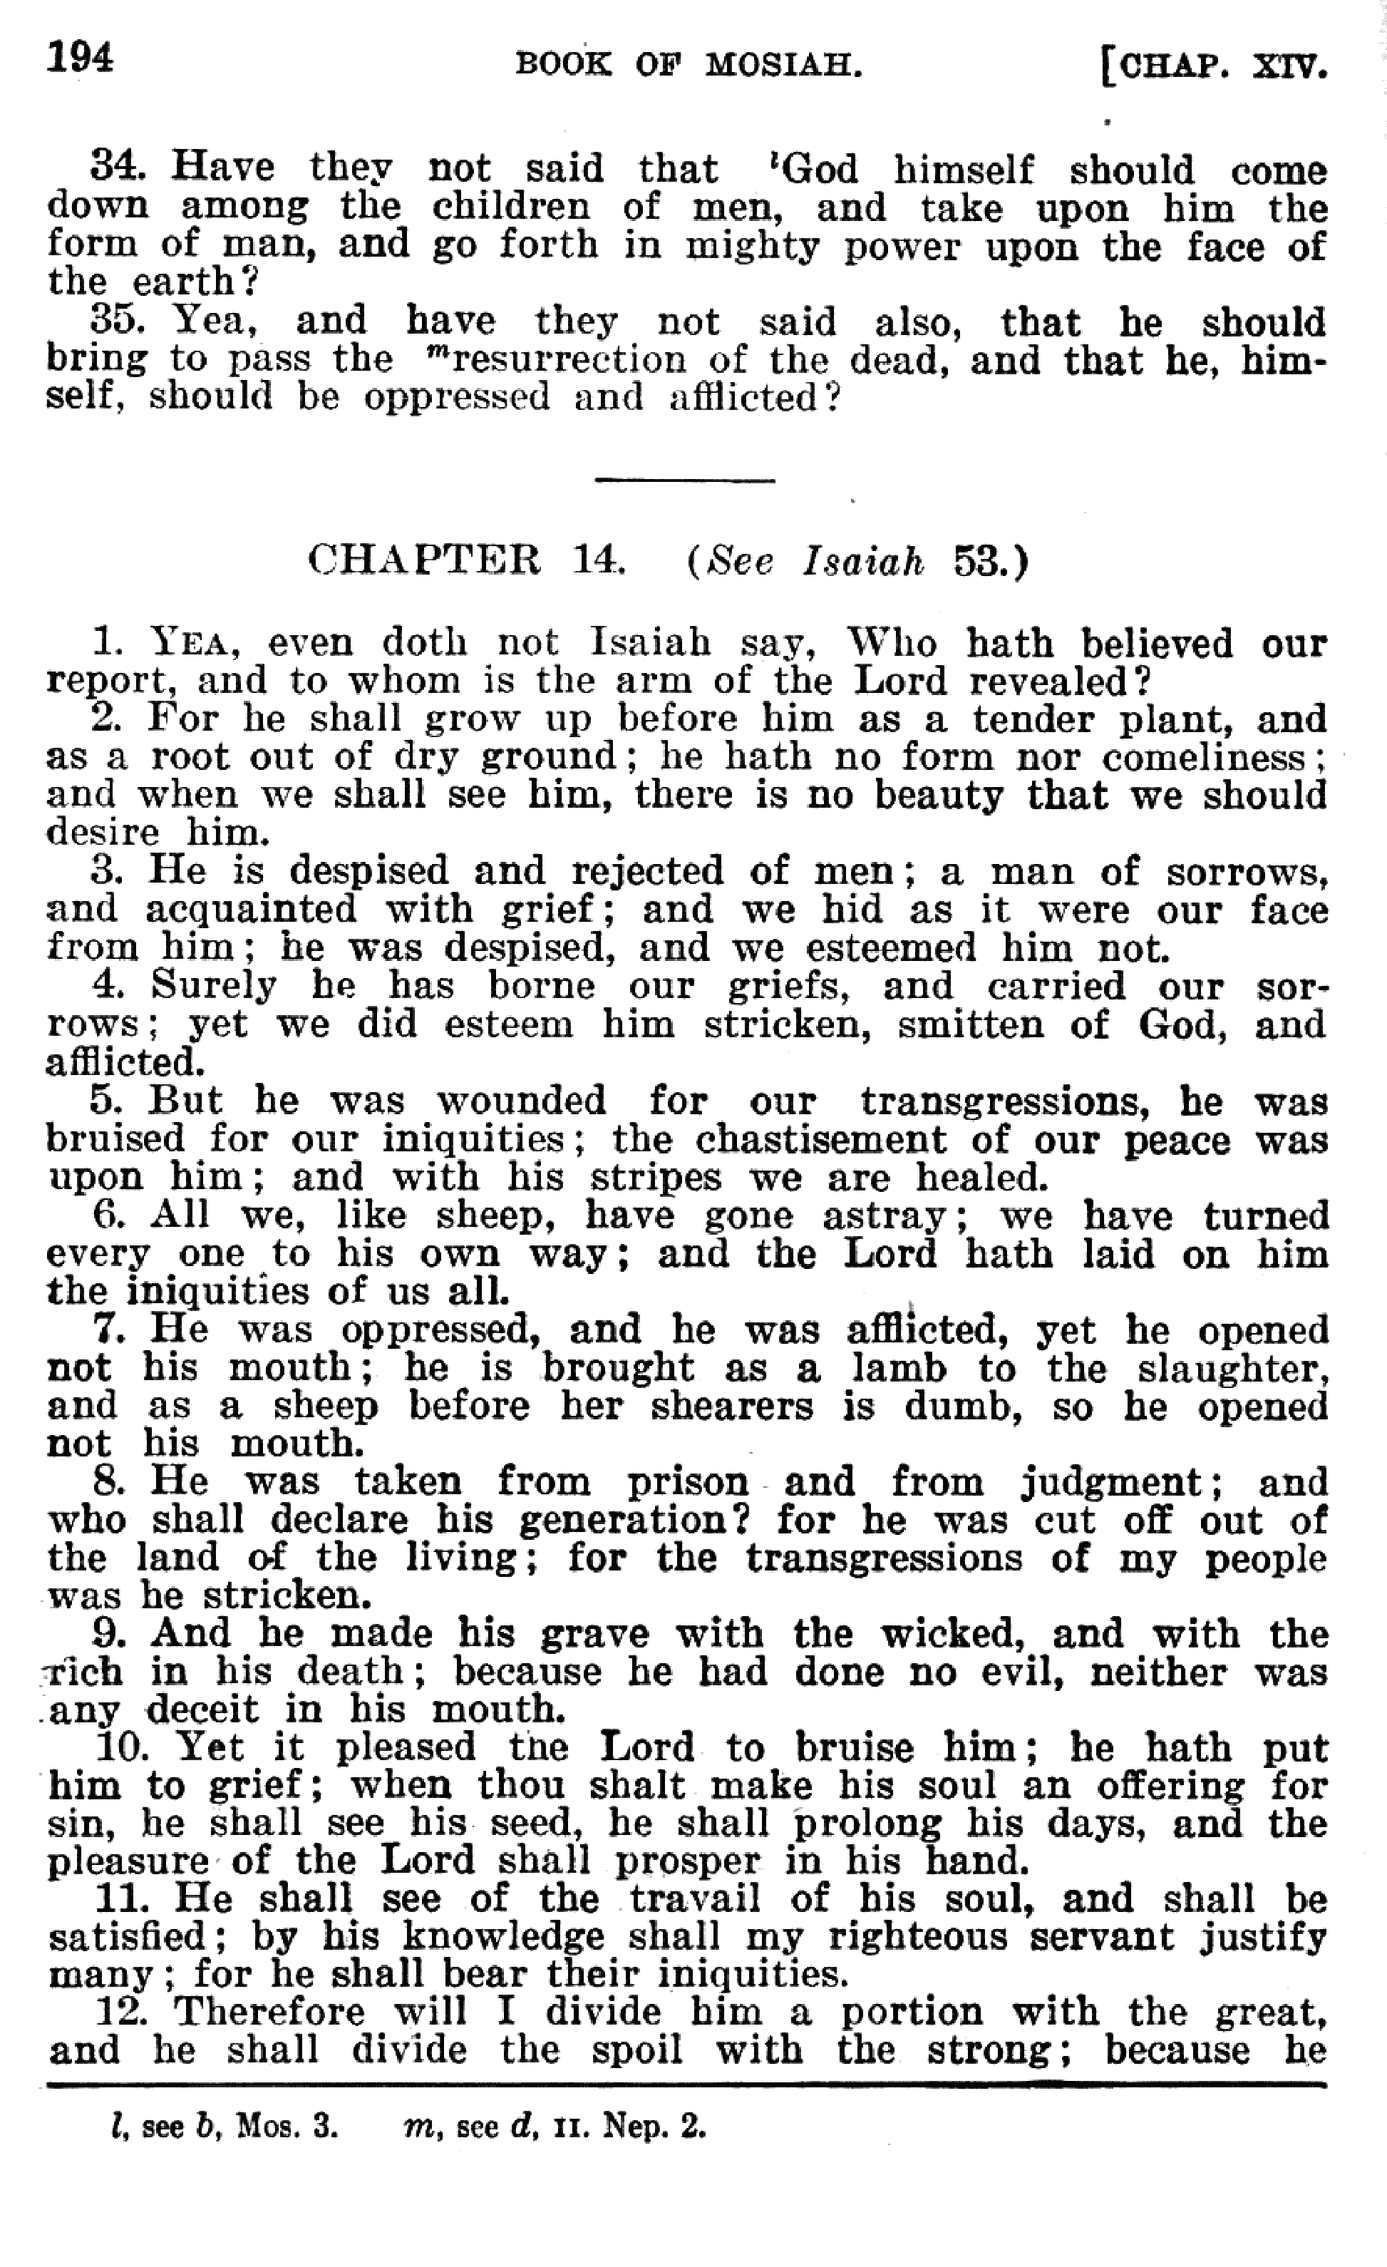 194 BOOK OF MOSIAH. [CHAP. XIV.
34. Have they not said that ˡGod himself should come
down among the children of men, and take upon him the
form of man, and go forth in mighty power upon the face of
the earth?
35. Yea, and have they not said also, that he should
bring to pass the ᵐresurrection of the dead, and that he, him-
self, should be oppressed and afflicted?
CHAPTER 14. (See Isaiah 53.)
1. YEA, even doth not Isaiah say, Who hath believed our
report, and to whom is the arm of the Lord revealed?
2. For he shall grow up before him as a tender plant, and
as a root out of dry ground; he hath no form nor comeliness;
and when we shall see him, there is no beauty that we should
desire him.
3. He is despised and rejected of men; a man of sorrows,
and acquainted with grief; and we hid as it were our face
from him; he was despised, and we esteemed him not.
4. Surely he has borne our griefs, and carried our sor-
rows; yet we did esteem him stricken, smitten of God, and
afflicted.
5. But he was wounded for our transgressions, he was
bruised for our iniquities; the chastisement of our peace was
upon him; and with his stripes we are healed.
6. All we, like sheep, have gone astray; we have turned
every one to his own way; and the Lord hath laid on him
the iniquities of us all.
7. He was oppressed, and he was afflicted, yet he opened
not his mouth; he is brought as a lamb to the slaughter,
and as a sheep before her shearers is dumb, so he opened
not his mouth.
8. He was taken from prison and from judgment; and
who shall declare his generation? for he was cut off out of
the land of the living; for the transgressions of my people
was he stricken.
9. And he made his grave with the wicked, and with the
rich in his death; because he had done no evil, neither was
any deceit in his mouth.
10. Yet it pleased the Lord to bruise him; he hath put
him to grief; when thou shalt make his soul an offering for
sin, he shall see his seed, he shall prolong his days, and the
pleasure of the Lord shall prosper in his hand.
11. He shall see of the travail of his soul, and shall be
satisfied; by his knowledge shall my righteous servant justify
many; for he shall bear their iniquities.
12. Therefore will I divide him a portion with the great,
and he shall divide the spoil with the strong; because he
l, see b, Mos. 3. m, see d, II. Nep. 2.